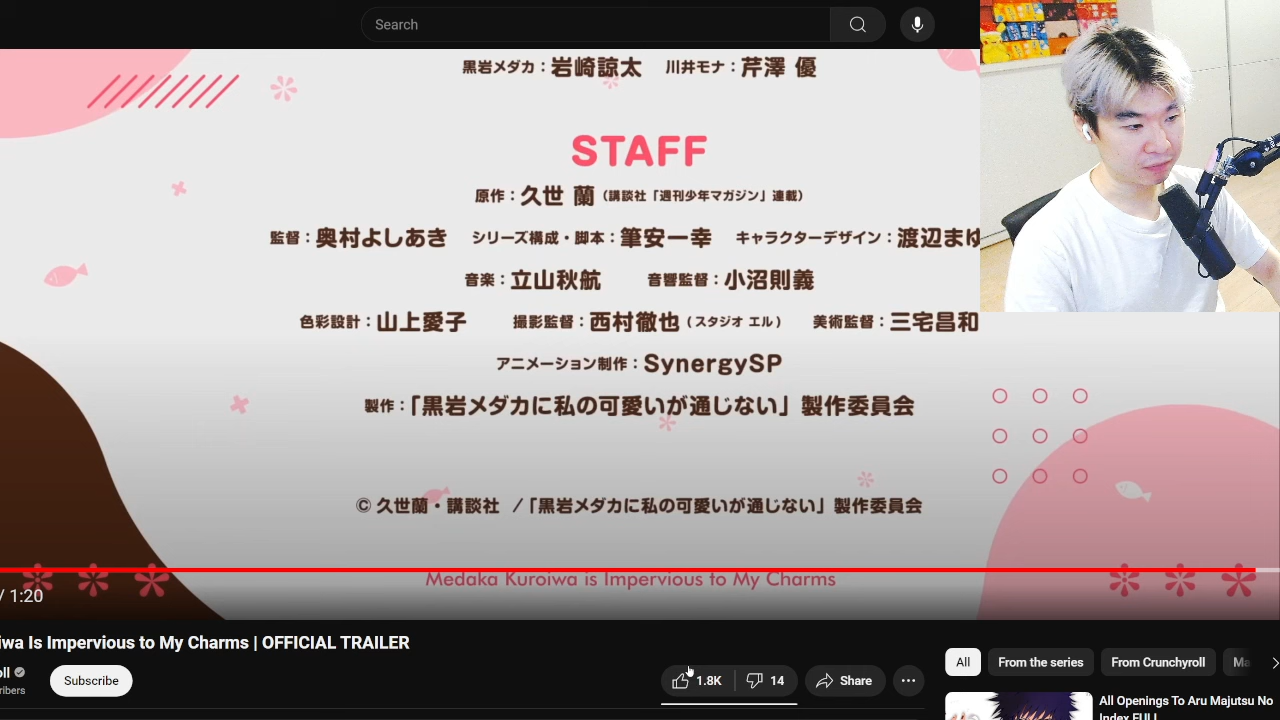 Search
黒岩メダカ：岩崎諒太　川井モナ：芹澤 優
STAFF
原作：久世 蘭（講談社「週刊少年マガジン」連載）
監督：奥村よしあき　シリーズ構成・脚本：筆安一幸　キャラクターデザイン：渡辺まゆ
音楽：立山秋航　音響監督：小沼則義
色彩設計：山上愛子　撮影監督：西村徹也（スタジオ エル）　美術監督：三宅昌和
アニメーション制作：SynergySP
製作：「黒岩メダカに私の可愛いが通じない」製作委員会
© 久世蘭・講談社 /「黒岩メダカに私の可愛いが通じない」製作委員会
Medaka Kuroiwa is Impervious to My Charms
/ 1:20
iwa Is Impervious to My Charms | OFFICIAL TRAILER
oll
ribers
Subscribe
1.8K
14
Share
All
From the series
From Crunchyroll
Ma
All Openings To Aru Majutsu No
Index FULL